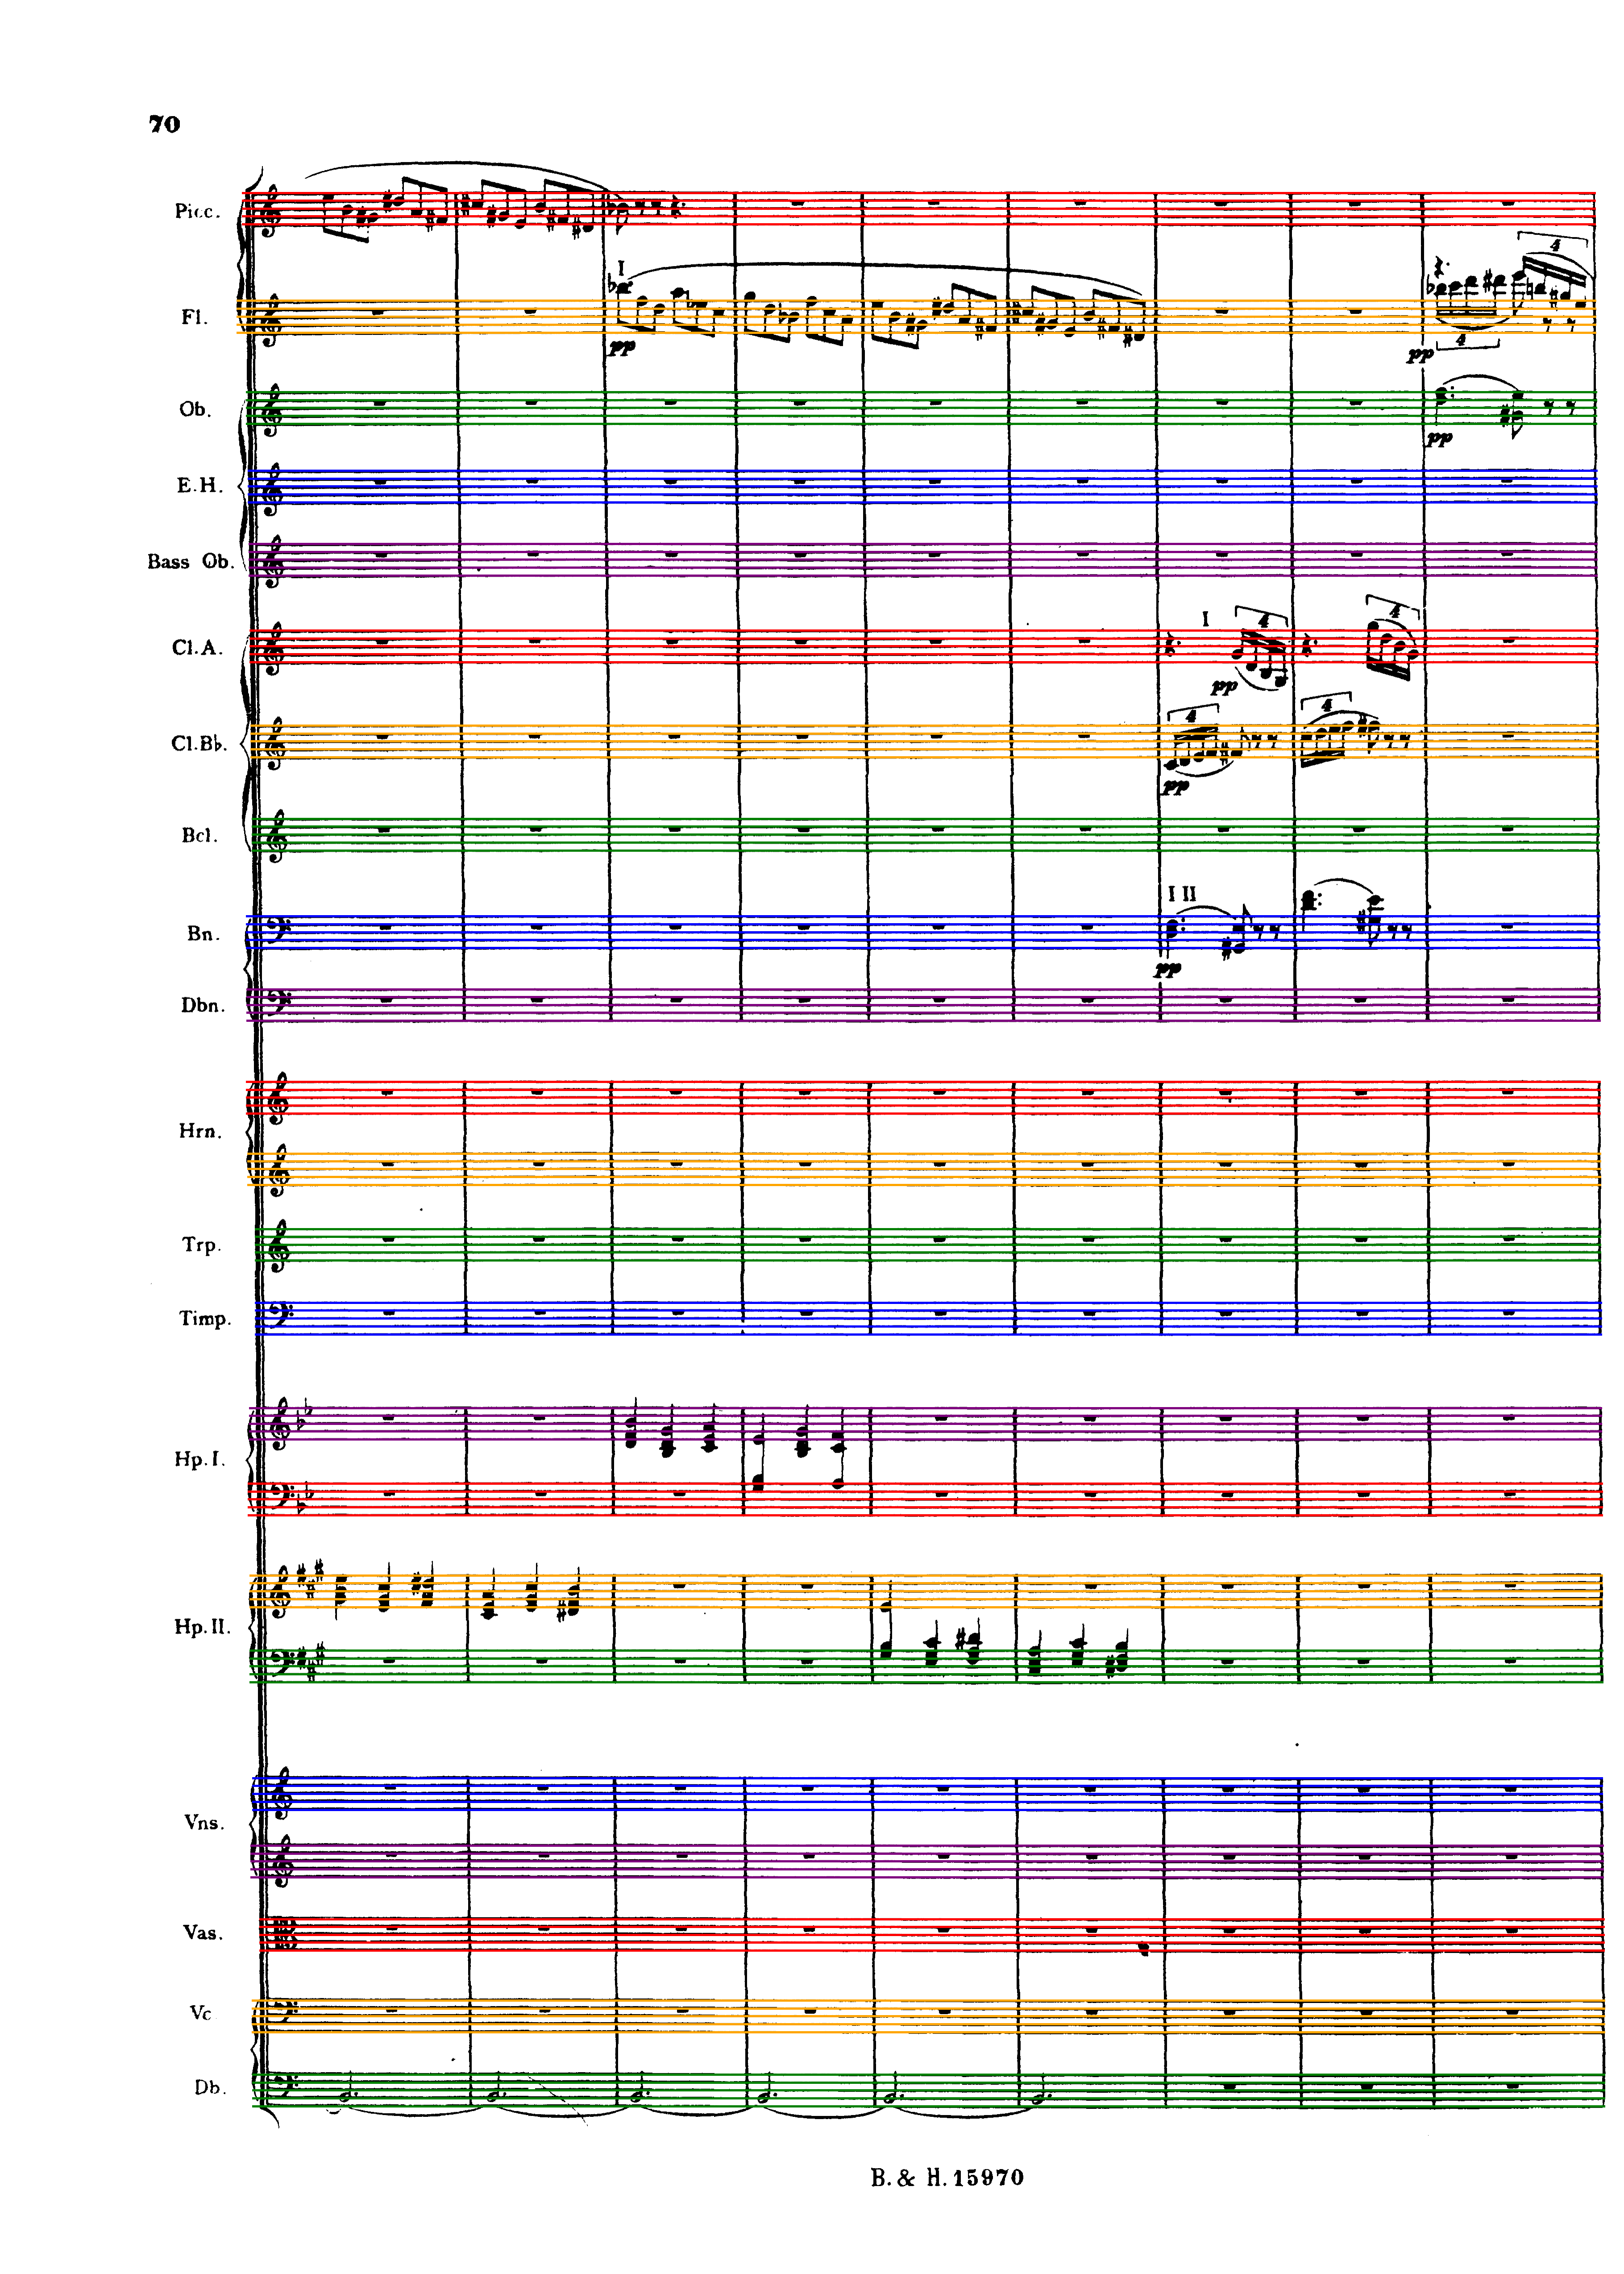 70
Picc.
I
4
Fl.
pp
pp
4
Ob.
pp
E.H.
Bass Ob.
I
4
4
Cl.A.
pp
4
4
Cl.B♭.
pp
Bcl.
I II
Bn.
pp
Dbn.
Hrn.
Trp.
Timp.
Hp.I.
Hp.II.
Vns.
Vas.
Vc
Db.
B. & H. 15970